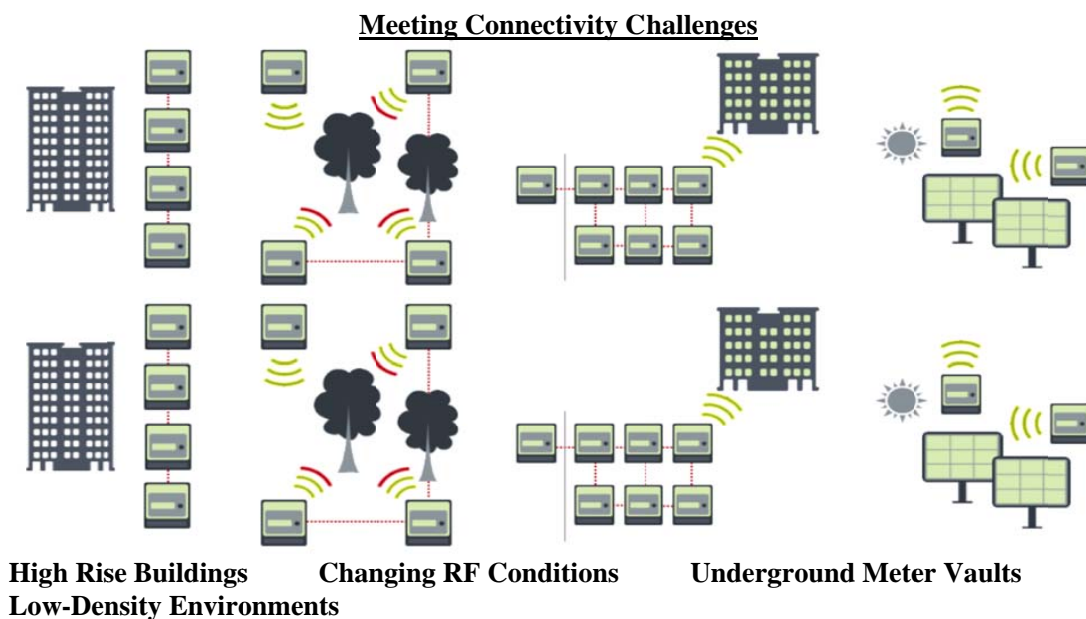 Meeting Connectivity Challenges
High Rise Buildings Changing RF Conditions Underground Meter Vaults
Low-Density Environments